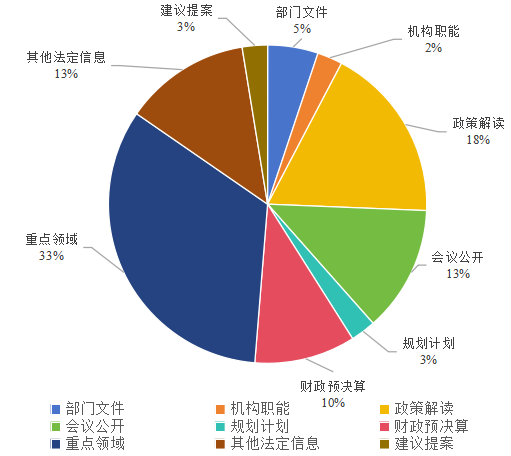 建议提案
3%
部门文件
5%
机构职能
2%
其他法定信息
13%
政策解读
18%
重点领域
33%
会议公开
13%
规划计划
3%
财政预决算
10%
部门文件 机构职能 政策解读
会议公开 规划计划 财政预决算
重点领域 其他法定信息 建议提案